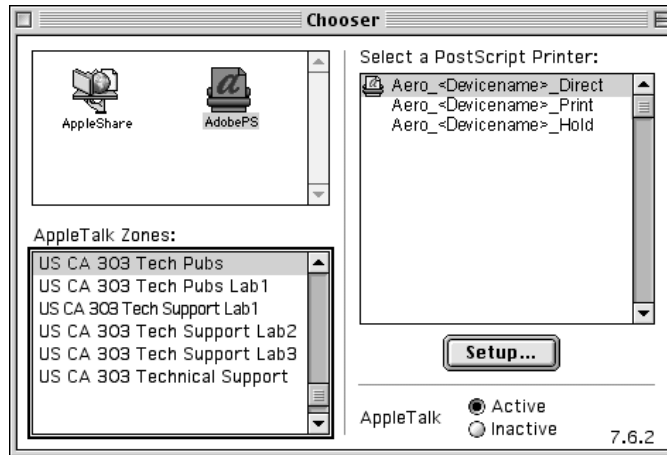 Chooser
AppleShare
AdobePS
AppleTalk Zones:
US CA 303 Tech Pubs
US CA 303 Tech Pubs Lab1
US CA 303 Tech Support Lab1
US CA 303 Tech Support Lab2
US CA 303 Tech Support Lab3
US CA 303 Technical Support
Select a PostScript Printer:
Aero_<Devicename>_Direct
Aero_<Devicename>_Print
Aero_<Devicename>_Hold
Setup...
AppleTalk
Active
Inactive
7.6.2